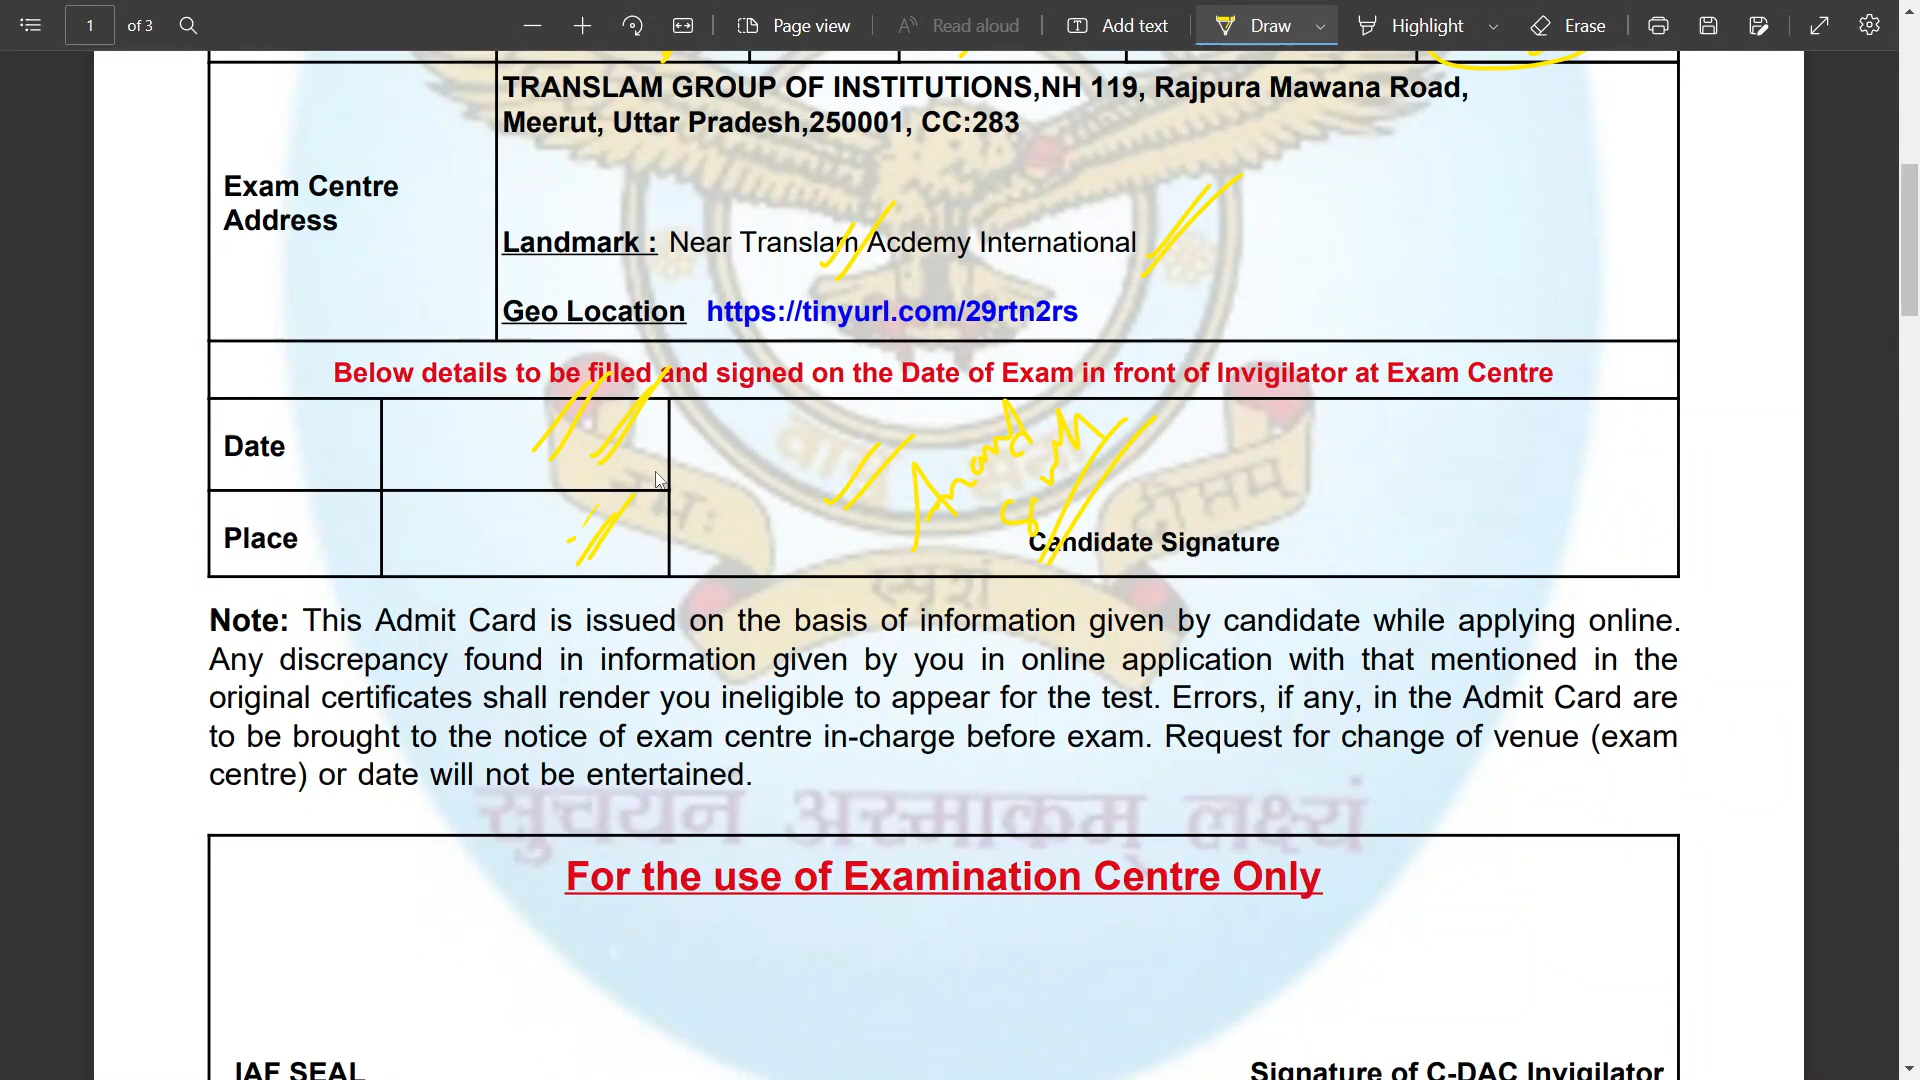 1 of 3 Page view Read aloud Add text Draw Highlight Erase
TRANSLAM GROUP OF INSTITUTIONS,NH 119, Rajpura Mawana Road,
Meerut, Uttar Pradesh,250001, CC:283
Exam Centre
Address
Landmark : Near Translam Acdemy International
Geo Location https://tinyurl.com/29rtn2rs
Below details to be filled and signed on the Date of Exam in front of Invigilator at Exam Centre
Date
Anand
Place
Candidate Signature
Note: This Admit Card is issued on the basis of information given by candidate while applying online.
Any discrepancy found in information given by you in online application with that mentioned in the
original certificates shall render you ineligible to appear for the test. Errors, if any, in the Admit Card are
to be brought to the notice of exam centre in-charge before exam. Request for change of venue (exam
centre) or date will not be entertained.
सुचयन अस्माकम् लक्ष्यं
For the use of Examination Centre Only
IAF SEAL
Signature of C-DAC Invigilator